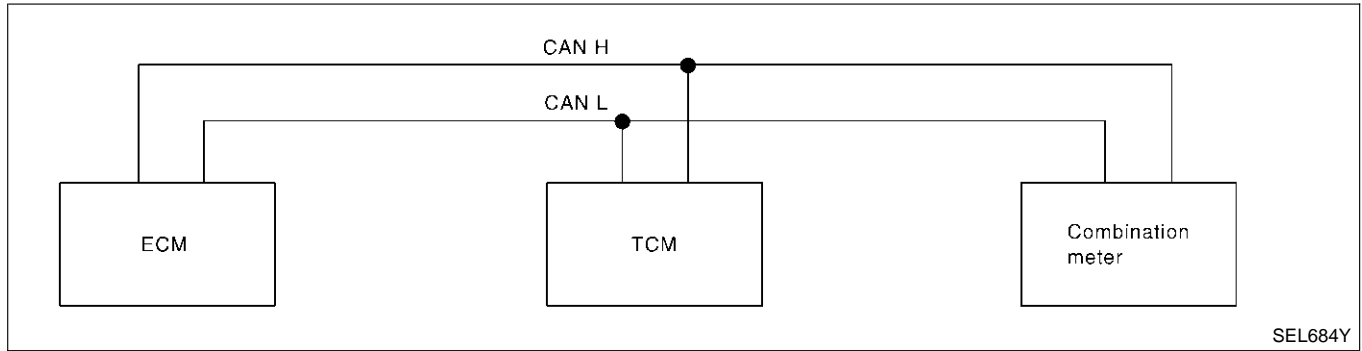 CAN H
CAN L
ECM
TCM
Combination
meter
SEL684Y